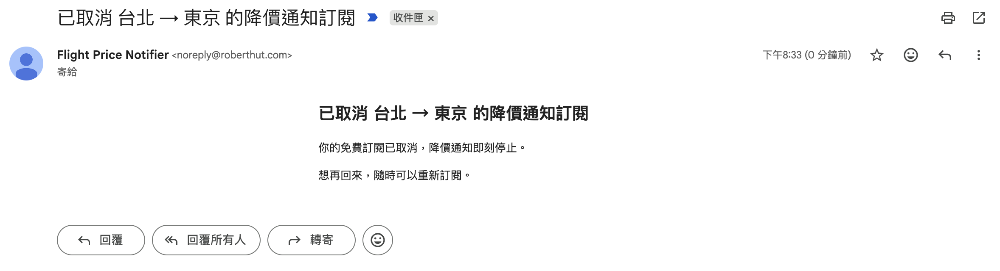 已取消 台北 → 東京 的降價通知訂閱 收件匣 ×
Flight Price Notifier <noreply@roberthut.com> 下午8:33 (0 分鐘前)
寄給
已取消 台北 → 東京 的降價通知訂閱
你的免費訂閱已取消，降價通知即刻停止。
想再回來，隨時可以重新訂閱。
回覆 回覆所有人 轉寄